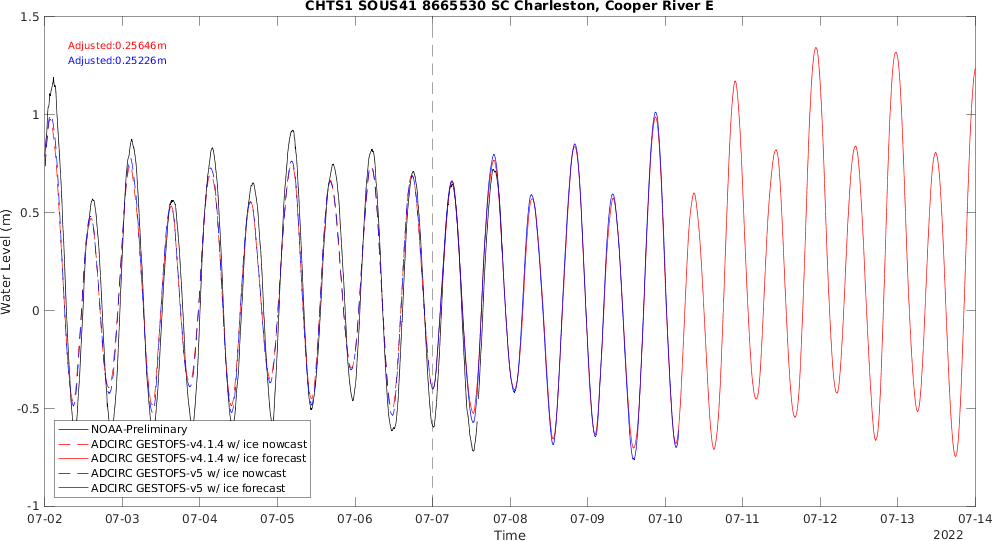 CHTS1 SOUS41 8665530 SC Charleston, Cooper River E
1.5
Adjusted:0.25646m
Adjusted:0.25226m
1
0.5
Water Level (m)
0
-0.5
NOAA-Preliminary
ADCIRC GESTOFS-v4.1.4 w/ ice nowcast
ADCIRC GESTOFS-v4.1.4 w/ ice forecast
ADCIRC GESTOFS-v5 w/ ice nowcast
ADCIRC GESTOFS-v5 w/ ice forecast
-1
07-02 07-03 07-04 07-05 07-06 07-07 07-08 07-09 07-10 07-11 07-12 07-13 07-14
Time
2022